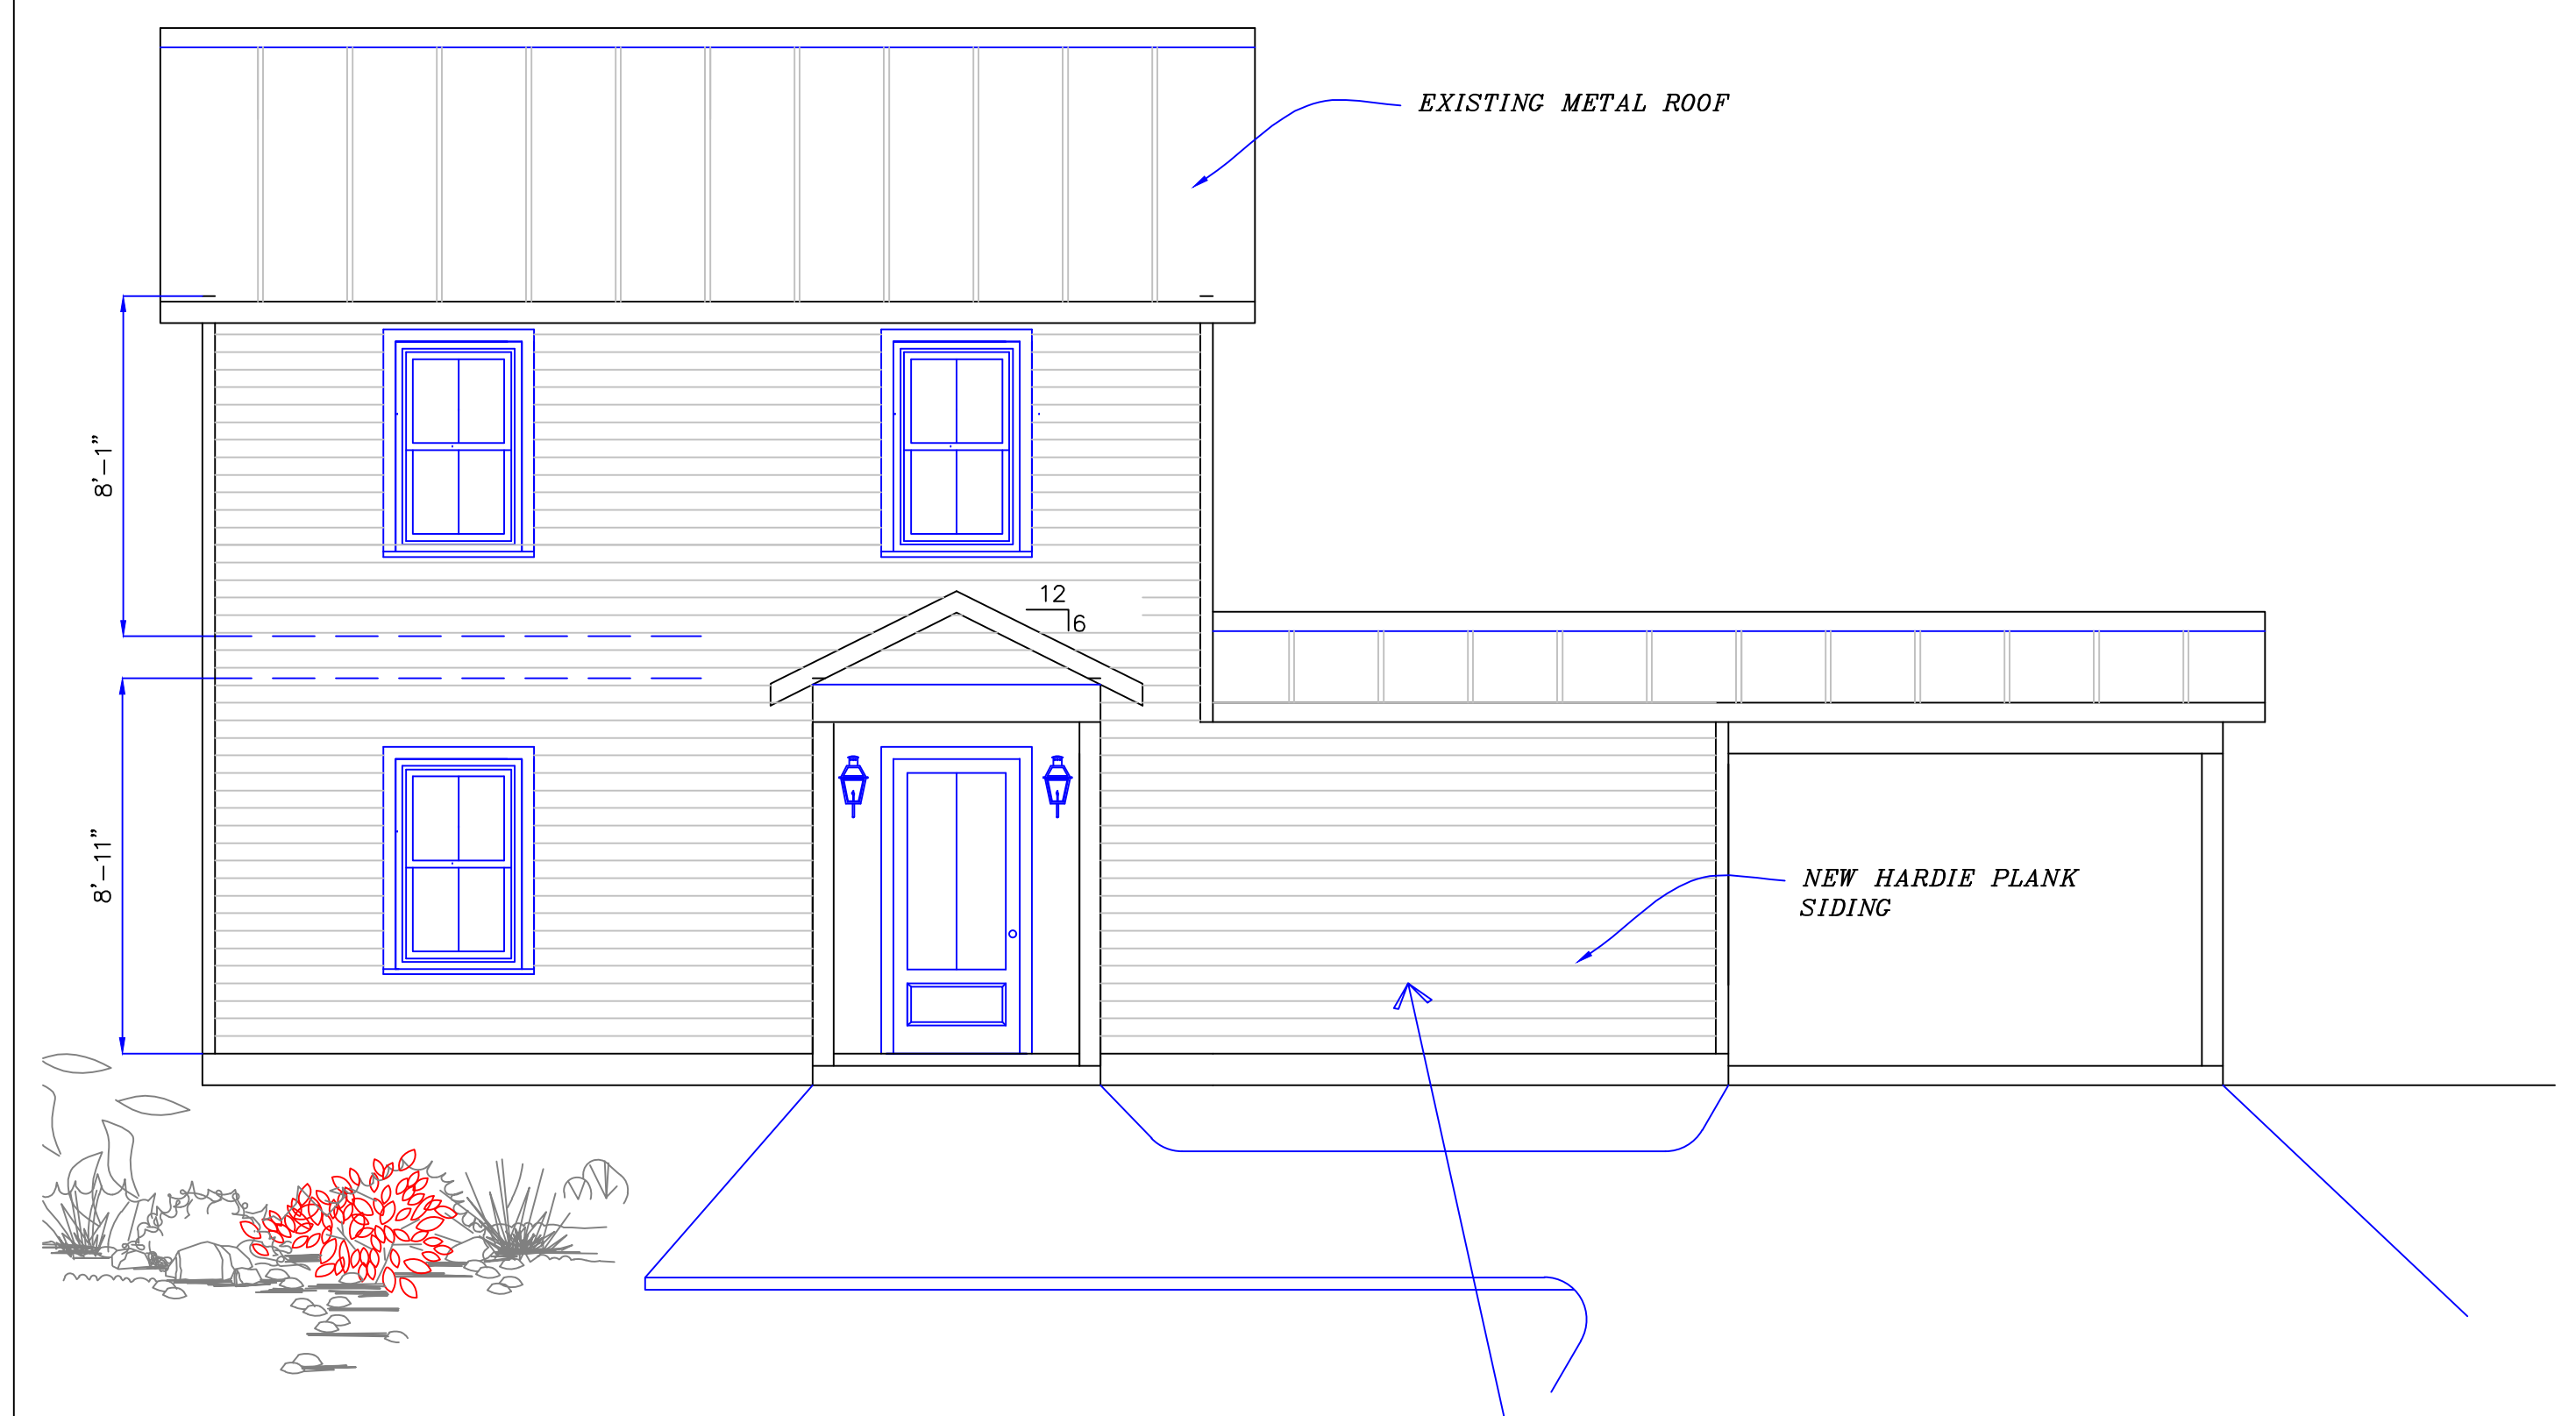 EXISTING METAL ROOF
8'-1"
12
6
8'-11"
NEW HARDIE PLANK
SIDING